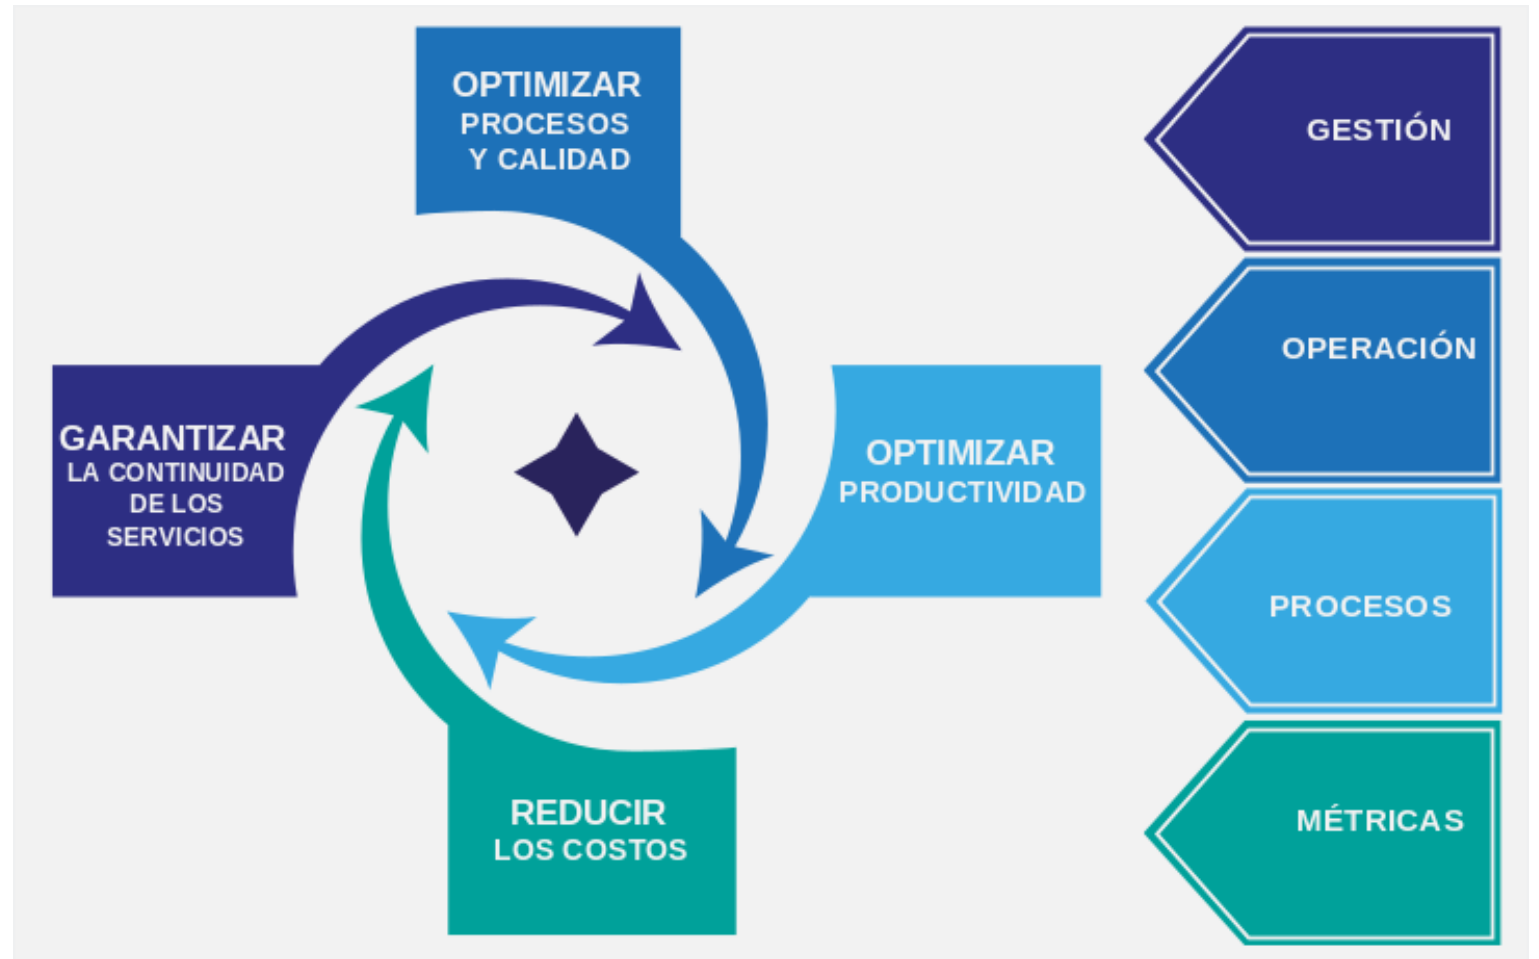 OPTIMIZAR
PROCESOS
Y CALIDAD
GARANTIZAR
LA CONTINUIDAD
DE LOS
SERVICIOS
OPTIMIZAR
PRODUCTIVIDAD
REDUCIR
LOS COSTOS
GESTIÓN
OPERACIÓN
PROCESOS
MÉTRICAS